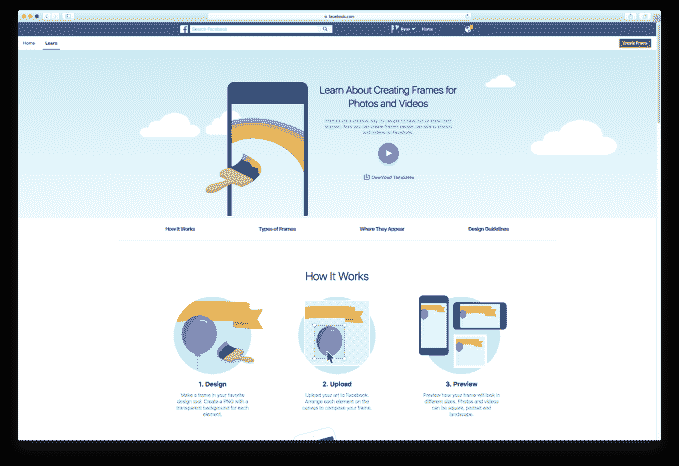 facebook.com
Search Facebook
Ryan
Home
Home
Learn
Create Frame
Learn About Creating Frames for
Photos and Videos
Download Templates
How It Works
Types of Frames
Where They Appear
Design Guidelines
How It Works
1. Design
Make a frame in your favorite
design tool. Create a PNG with a
transparent background for each
element.
2. Upload
Upload your art to Facebook.
Arrange each element on the
canvas to compose your frame.
3. Preview
Preview how your frame will look in
different sizes. Photos and videos
can be square, portrait and
landscape.